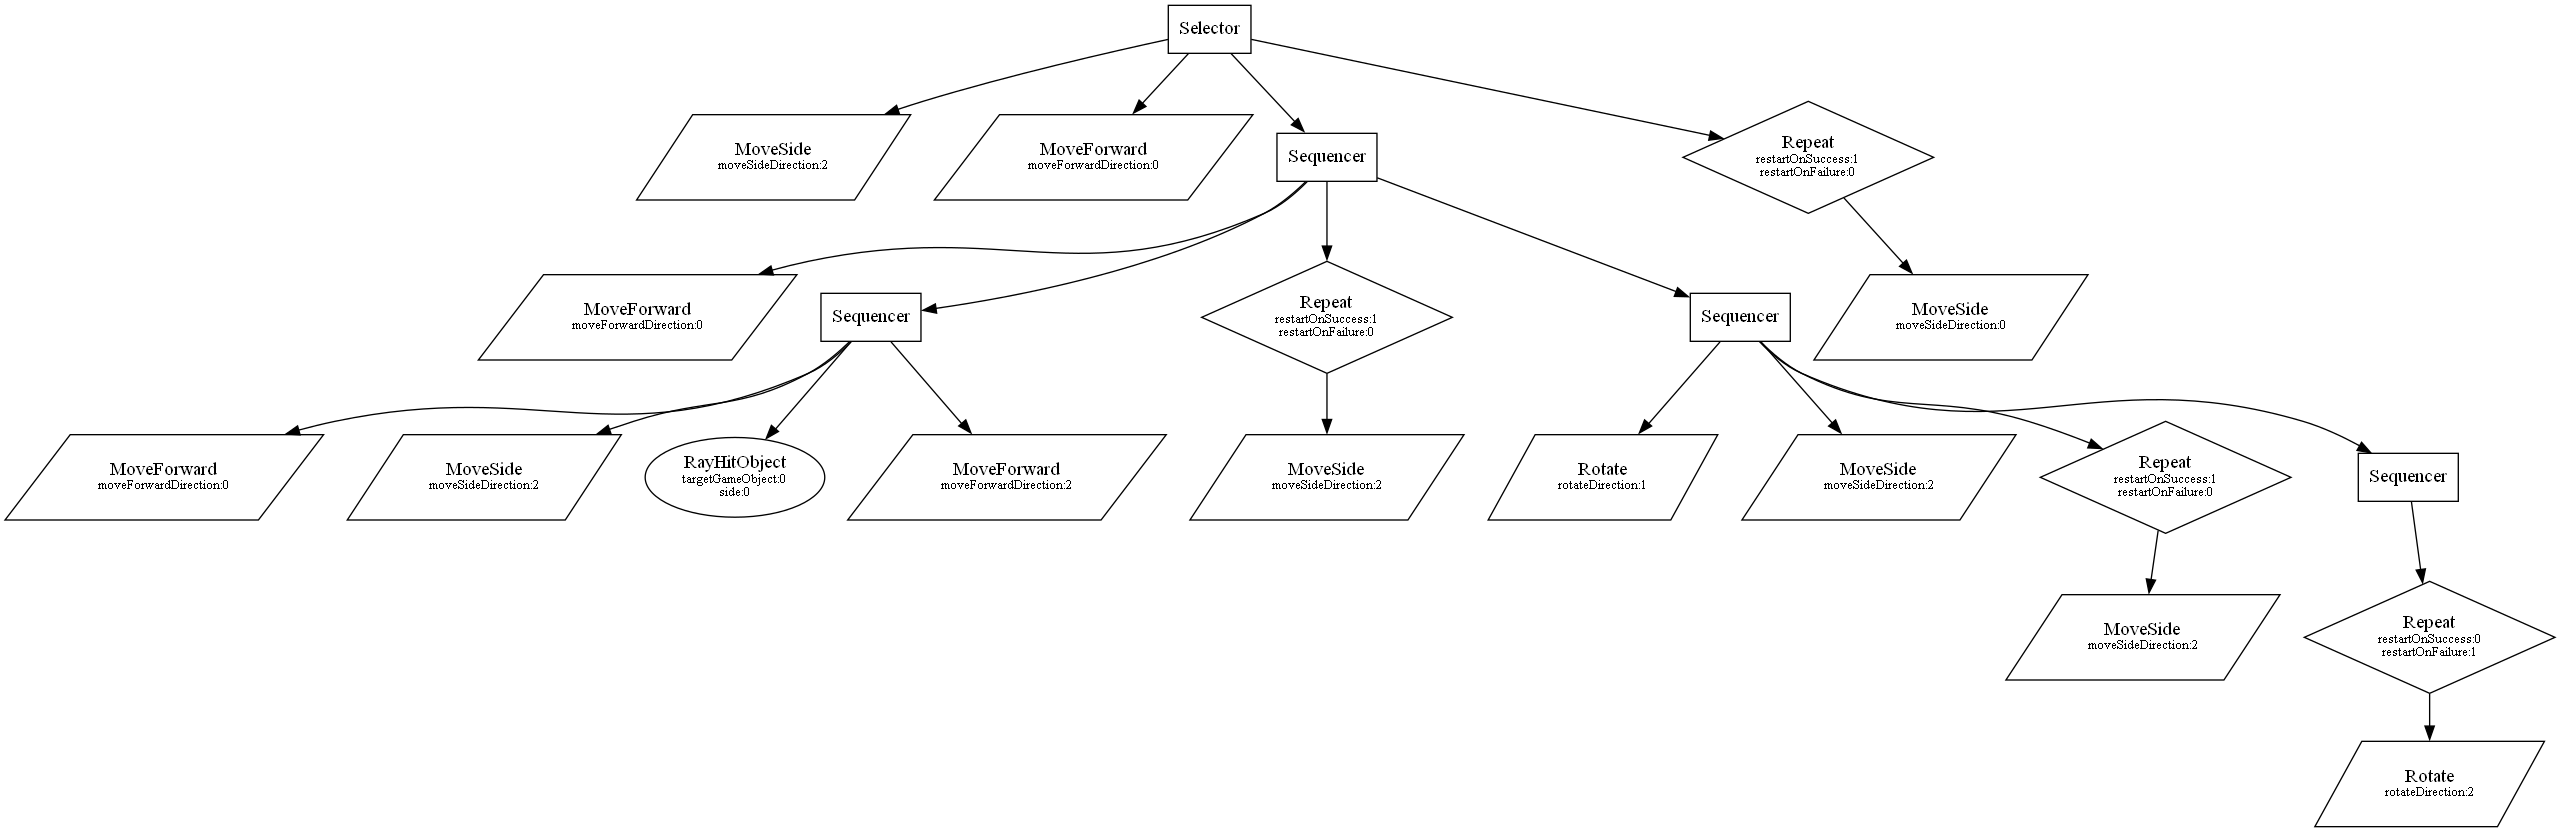 Selector
MoveSide
moveSideDirection:2
MoveForward
moveForwardDirection:0
Sequencer
Repeat
restartOnSuccess:1
restartOnFailure:0
MoveForward
moveForwardDirection:0
Sequencer
Repeat
restartOnSuccess:1
restartOnFailure:0
Sequencer
MoveSide
moveSideDirection:0
MoveForward
moveForwardDirection:0
MoveSide
moveSideDirection:2
RayHitObject
targetGameObject:0
side:0
MoveForward
moveForwardDirection:2
MoveSide
moveSideDirection:2
Rotate
rotateDirection:1
MoveSide
moveSideDirection:2
Repeat
restartOnSuccess:1
restartOnFailure:0
Sequencer
MoveSide
moveSideDirection:2
Repeat
restartOnSuccess:0
restartOnFailure:1
Rotate
rotateDirection:2